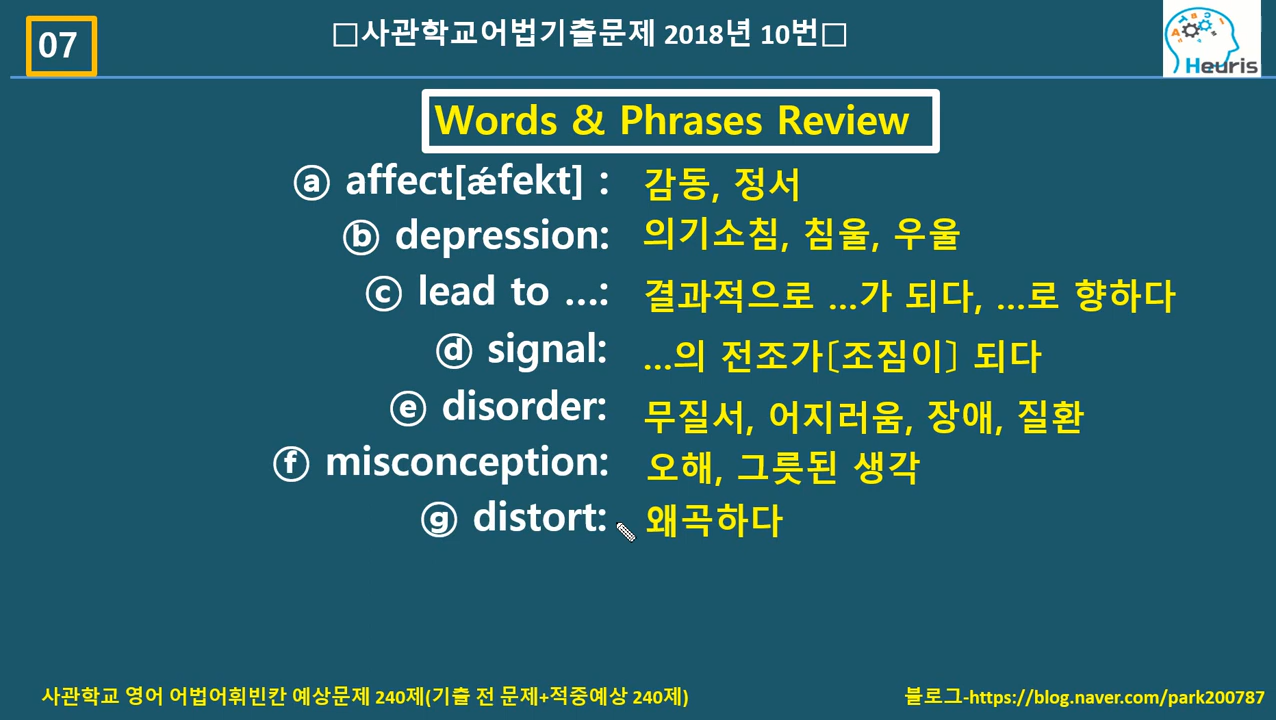 07
□사관학교어법기출문제 2018년 10번□
Heuris
Words & Phrases Review
ⓐ affect[ǽfekt] : 감동, 정서
ⓑ depression: 의기소침, 침울, 우울
ⓒ lead to …: 결과적으로 …가 되다, …로 향하다
ⓓ signal: …의 전조가〔조짐이〕 되다
ⓔ disorder: 무질서, 어지러움, 장애, 질환
ⓕ misconception: 오해, 그릇된 생각
ⓖ distort: 왜곡하다
사관학교 영어 어법어휘빈칸 예상문제 240제(기출 전 문제+적중예상 240제)
블로그-https://blog.naver.com/park200787